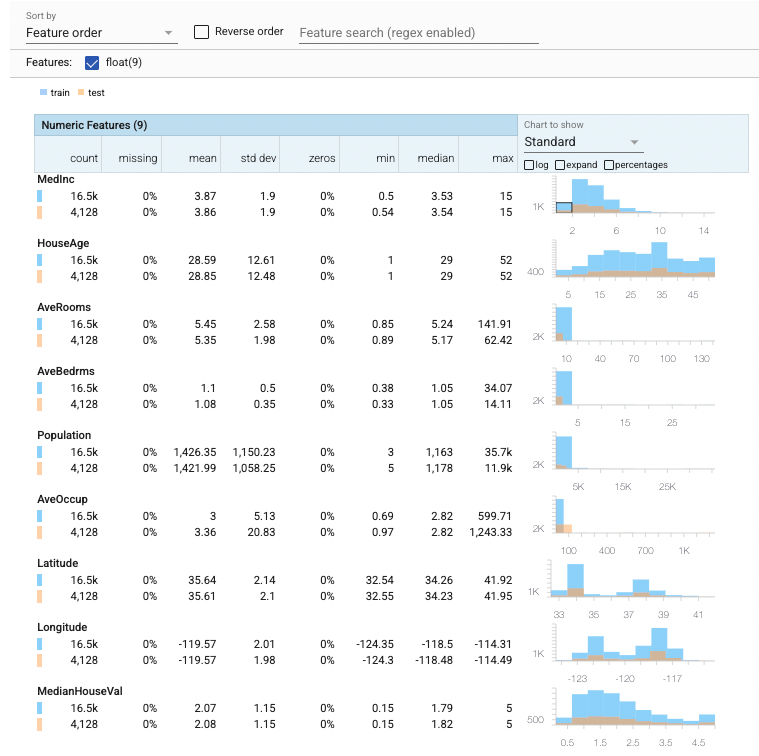 Sort by
Feature order
Reverse order
Feature search (regex enabled)
Features: float(9)
train test
Numeric Features (9)
Chart to show
Standard
count missing mean std dev zeros min median max
log expand percentages
MedInc
16.5k 0% 3.87 1.9 0% 0.5 3.53 15
4,128 0% 3.86 1.9 0% 0.54 3.54 15
1K
2 6 10 14
HouseAge
16.5k 0% 28.59 12.61 0% 1 29 52
4,128 0% 28.85 12.48 0% 1 29 52
400
5 15 25 35 45
AveRooms
16.5k 0% 5.45 2.58 0% 0.85 5.24 141.91
4,128 0% 5.35 1.98 0% 0.89 5.17 62.42
2K
10 40 70 100 130
AveBedrms
16.5k 0% 1.1 0.5 0% 0.38 1.05 34.07
4,128 0% 1.08 0.35 0% 0.33 1.05 14.11
2K
5 15 25
Population
16.5k 0% 1,426.35 1,150.23 0% 3 1,163 35.7k
4,128 0% 1,421.99 1,058.25 0% 5 1,178 11.9k
2K
5K 15K 25K
AveOccup
16.5k 0% 3 5.13 0% 0.69 2.82 599.71
4,128 0% 3.36 20.83 0% 0.97 2.82 1,243.33
2K
100 400 700 1K
Latitude
16.5k 0% 35.64 2.14 0% 32.54 34.26 41.92
4,128 0% 35.61 2.1 0% 32.55 34.23 41.95
1K
33 35 37 39 41
Longitude
16.5k 0% -119.57 2.01 0% -124.35 -118.5 -114.31
4,128 0% -119.57 1.98 0% -124.3 -118.48 -114.49
1K
-123 -120 -117
MedianHouseVal
16.5k 0% 2.07 1.15 0% 0.15 1.79 5
4,128 0% 2.08 1.15 0% 0.15 1.82 5
500
0.5 1.5 2.5 3.5 4.5